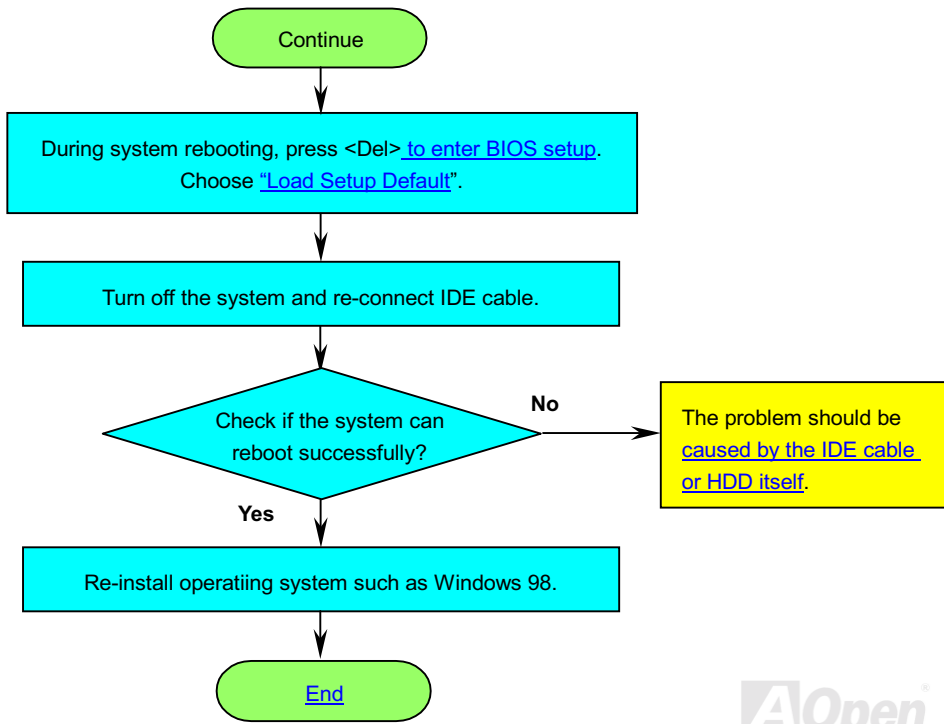 Continue
During system rebooting, press <Del> to enter BIOS setup.
Choose “Load Setup Default”.
Turn off the system and re-connect IDE cable.
Check if the system can
reboot successfully?
No
The problem should be
caused by the IDE cable
or HDD itself.
Yes
Re-install operatiing system such as Windows 98.
End
AOpen®